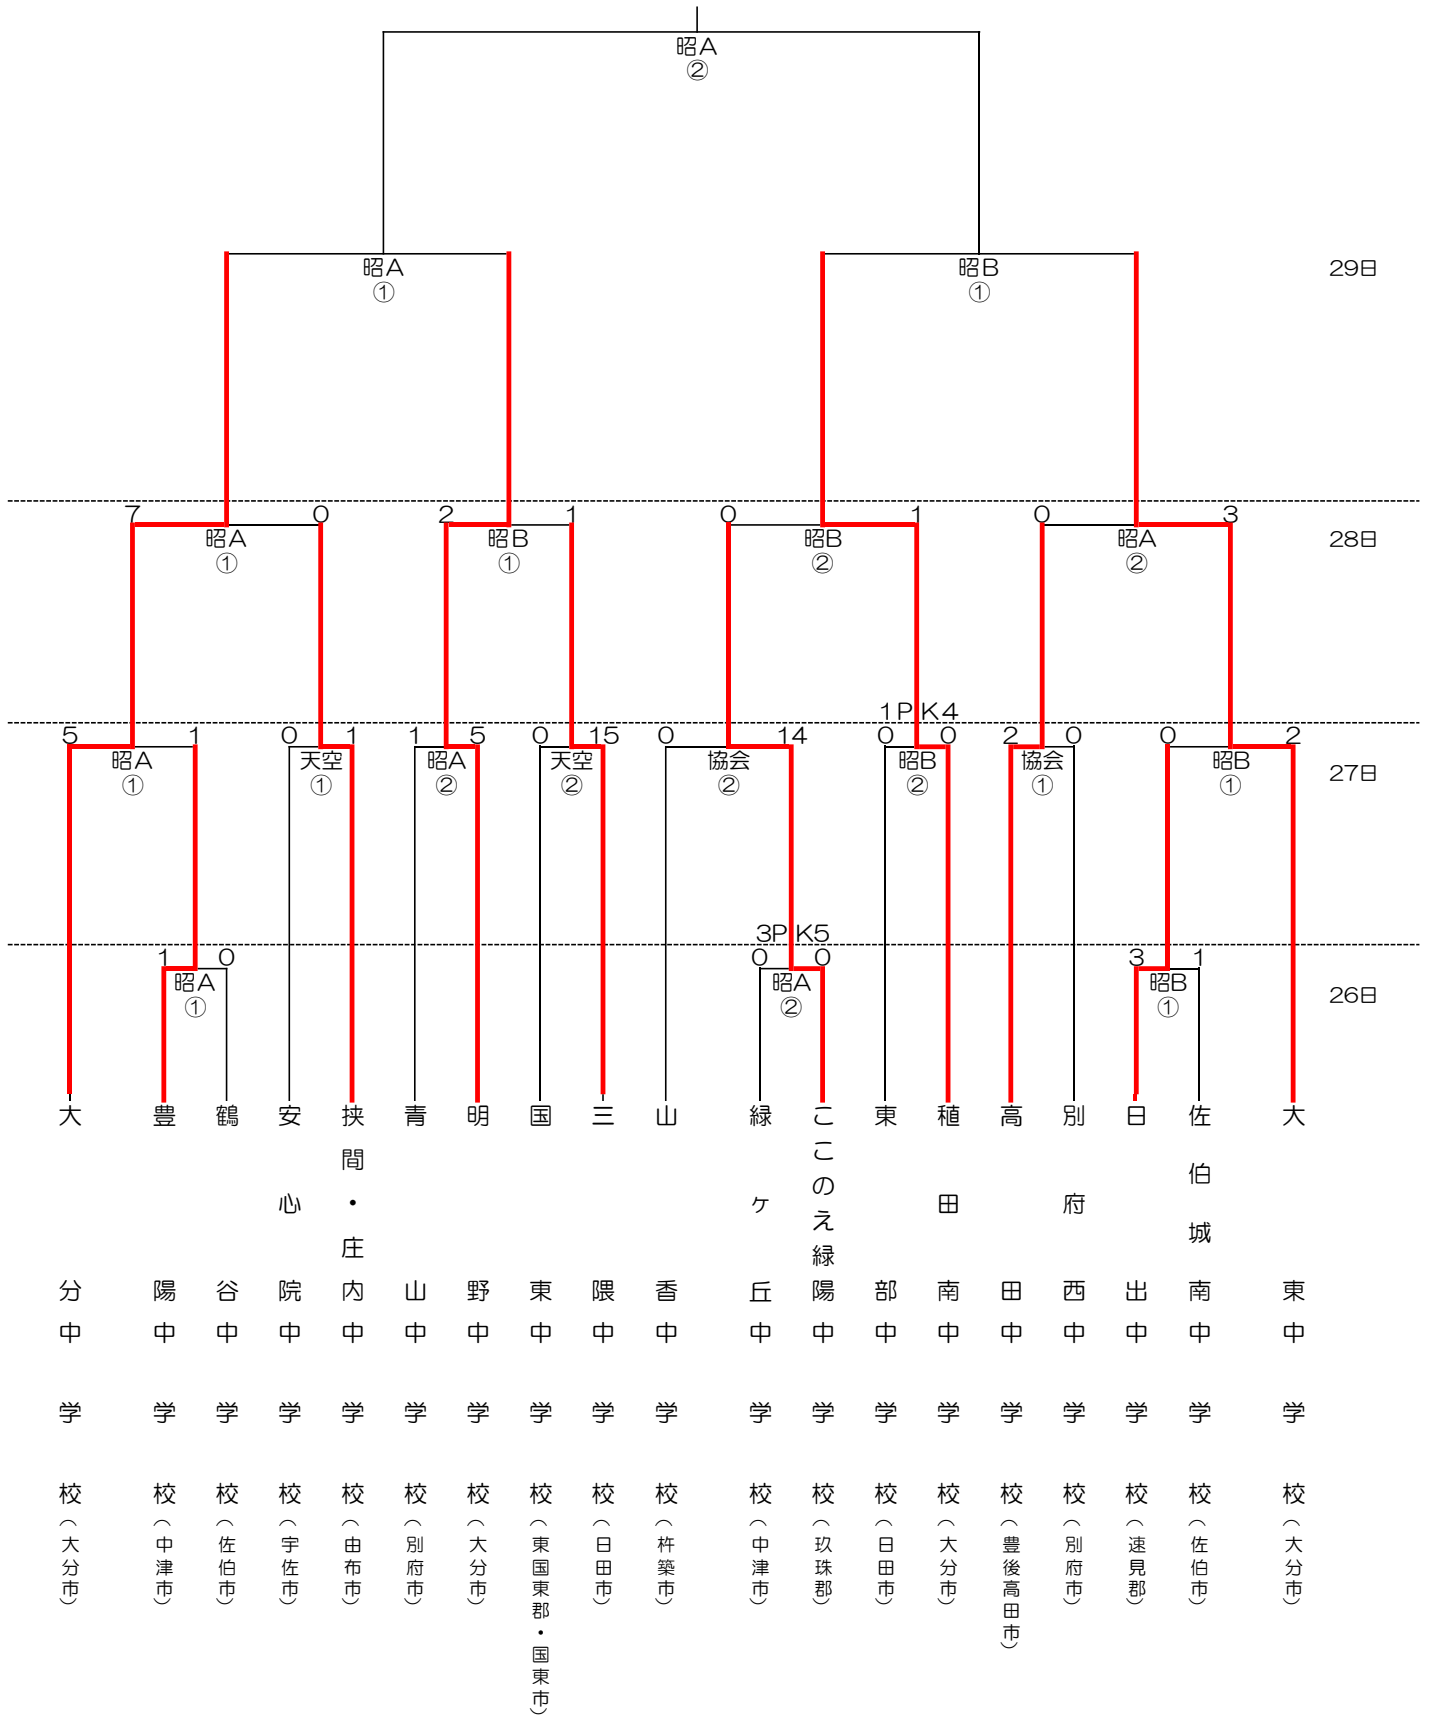 昭A
②
昭A
①
昭B
①
29日
7 0 2 1 0 1 0 3
昭A 昭B 昭B 昭A
① ① ② ②
28日
1PK4
5 1 0 1 1 5 0 15 0 14 0 0 2 0 0 2
昭A 天空 昭A 天空 協会 昭B 協会 昭B
① ① ② ② ② ② ① ①
27日
3PK5
1 0 0 0 3 1
昭A 昭A 昭B
① ② ①
26日
大分中学校（大分市）
豊陽中学校（中津市）
鶴谷中学校（佐伯市）
安心院中学校（宇佐市）
挾間・庄内中学校（由布市）
青山中学校（別府市）
明野中学校（大分市）
国東中学校（東国東郡・国東市）
三隈中学校（日田市）
山香中学校（杵築市）
緑ヶ丘中学校（中津市）
ここのえ緑陽中学校（玖珠郡）
東部中学校（日田市）
稙田南中学校（大分市）
高田中学校（豊後高田市）
別府西中学校（別府市）
日出中学校（速見郡）
佐伯城南中学校（佐伯市）
大東中学校（大分市）